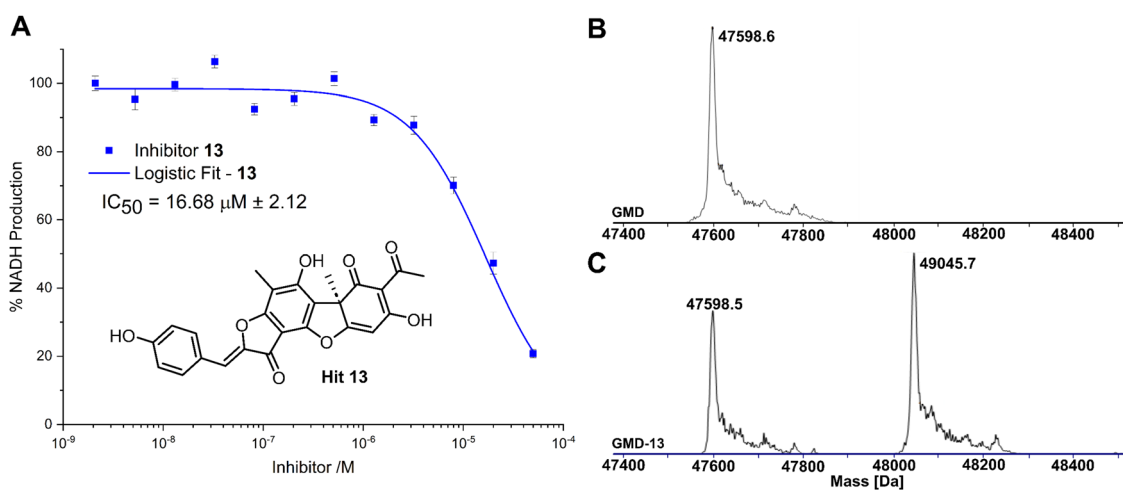 A
% NADH Production
100
80
60
40
20
0
Inhibitor 13
Logistic Fit - 13
IC50 = 16.68 μM ± 2.12
OH
O
O
HO
O
O
OH
O
Hit 13
10-9
10-8
10-7
10-6
10-5
10-4
Inhibitor /M
B
47598.6
GMD
47400
47600
47800
48000
48200
48400
C
49045.7
47598.5
GMD-13
47400
47600
47800
48000
48200
48400
Mass [Da]